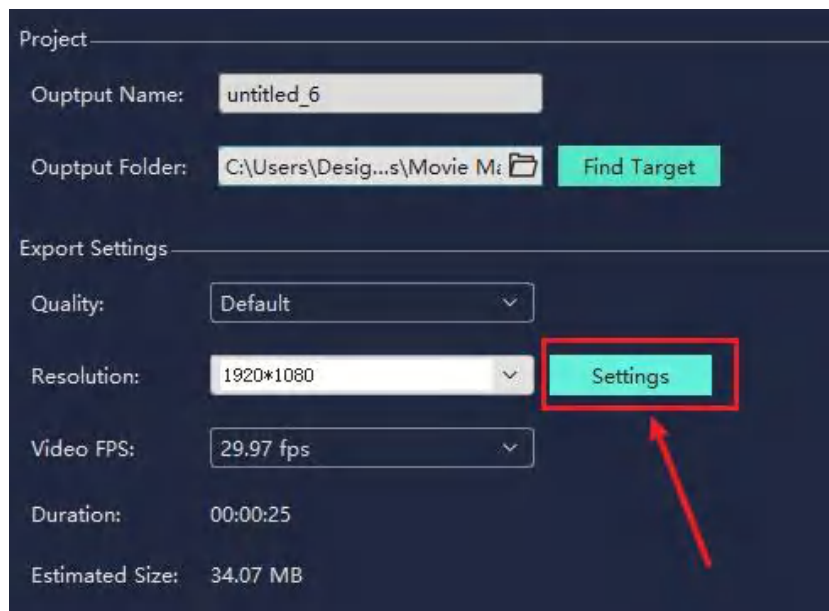 Project
Ouptput Name: untitled_6
Ouptput Folder: C:\Users\Desig...s\Movie Ma Find Target
Export Settings
Quality: Default
Resolution: 1920*1080 Settings
Video FPS: 29.97 fps
Duration: 00:00:25
Estimated Size: 34.07 MB